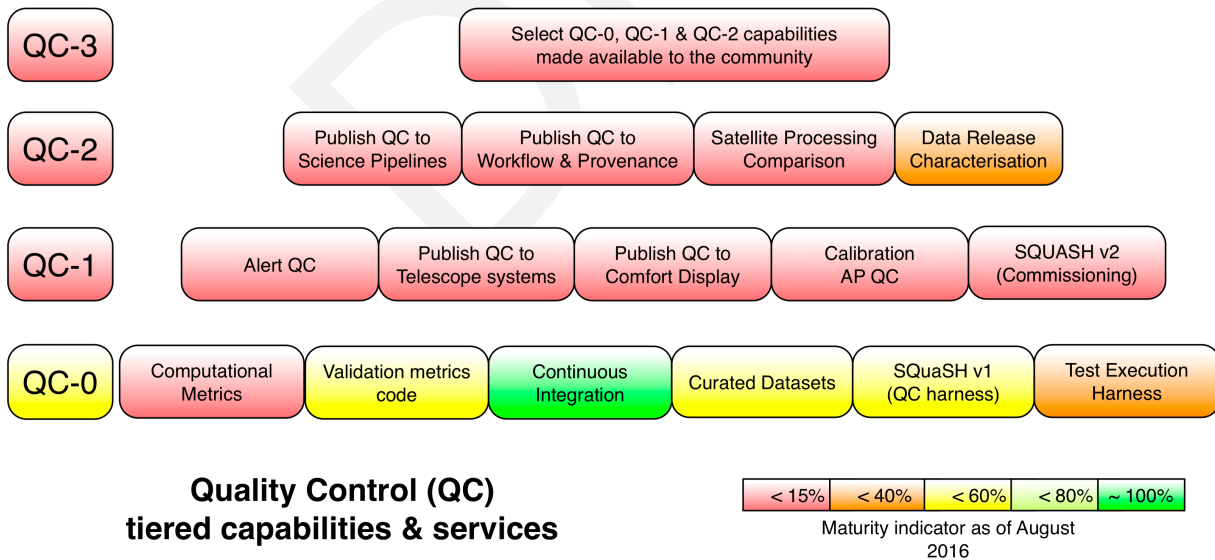 QC-3
Select QC-0, QC-1 & QC-2 capabilities
made available to the community
QC-2
Publish QC to
Science Pipelines
Publish QC to
Workflow & Provenance
Satellite Processing
Comparison
Data Release
Characterisation
QC-1
Alert QC
Publish QC to
Telescope systems
Publish QC to
Comfort Display
Calibration
AP QC
SQUASH v2
(Commissioning)
QC-0
Computational
Metrics
Validation metrics
code
Continuous
Integration
Curated Datasets
SQuaSH v1
(QC harness)
Test Execution
Harness
Quality Control (QC)
tiered capabilities & services
< 15%
< 40%
< 60%
< 80%
~ 100%
Maturity indicator as of August
2016